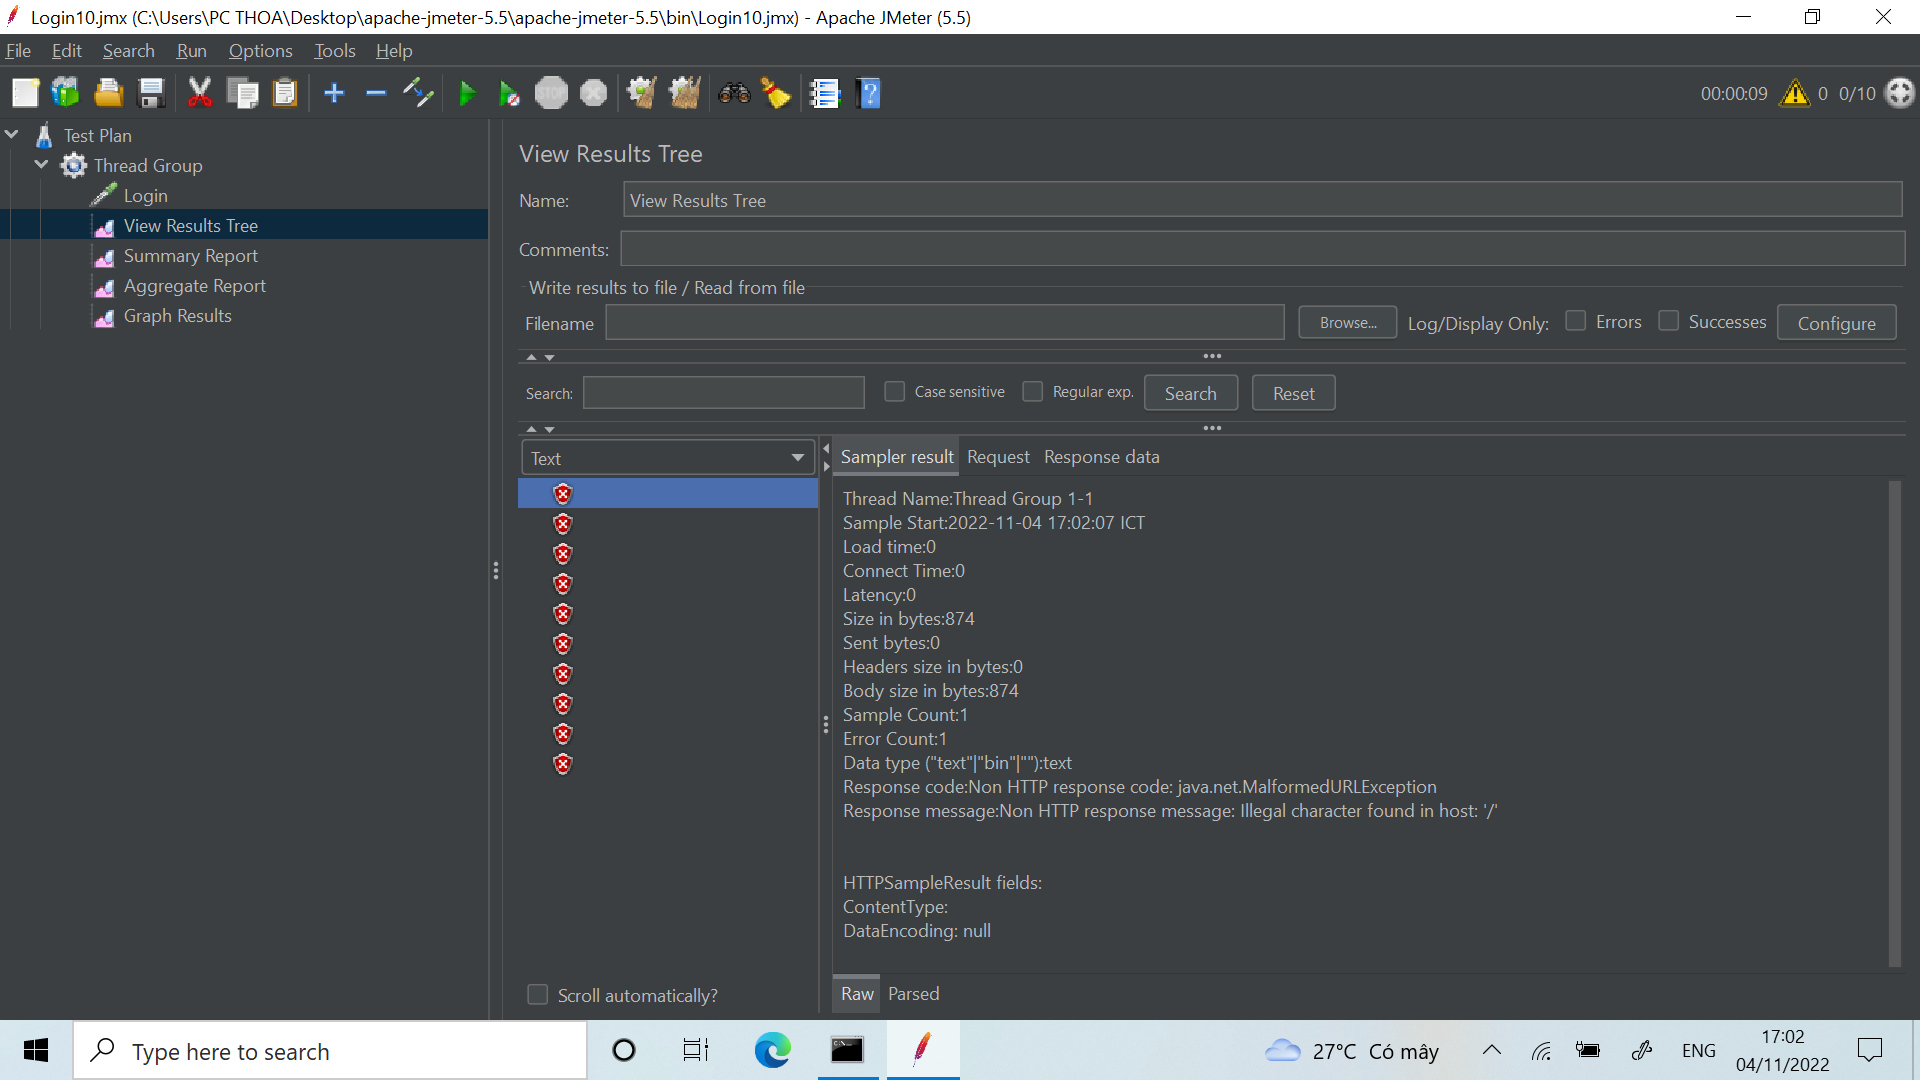 Login10.jmx (C:\Users\PC THOA\Desktop\apache-jmeter-5.5\apache-jmeter-5.5\bin\Login10.jmx) - Apache JMeter (5.5)
File Edit Search Run Options Tools Help
STOP
?
00:00:09 0 0/10
Test Plan
Thread Group
Login
View Results Tree
Summary Report
Aggregate Report
Graph Results
View Results Tree
Name: View Results Tree
Comments:
Write results to file / Read from file
Filename Browse... Log/Display Only: Errors Successes Configure
Search: Case sensitive Regular exp. Search Reset
Text
Sampler result Request Response data
Thread Name:Thread Group 1-1
Sample Start:2022-11-04 17:02:07 ICT
Load time:0
Connect Time:0
Latency:0
Size in bytes:874
Sent bytes:0
Headers size in bytes:0
Body size in bytes:874
Sample Count:1
Error Count:1
Data type ("text"|"bin"|""):text
Response code:Non HTTP response code: java.net.MalformedURLException
Response message:Non HTTP response message: Illegal character found in host: '/'
HTTPSampleResult fields:
ContentType:
DataEncoding: null
Scroll automatically?
Raw Parsed
Type here to search
27°C Có mây
ENG
17:02
04/11/2022